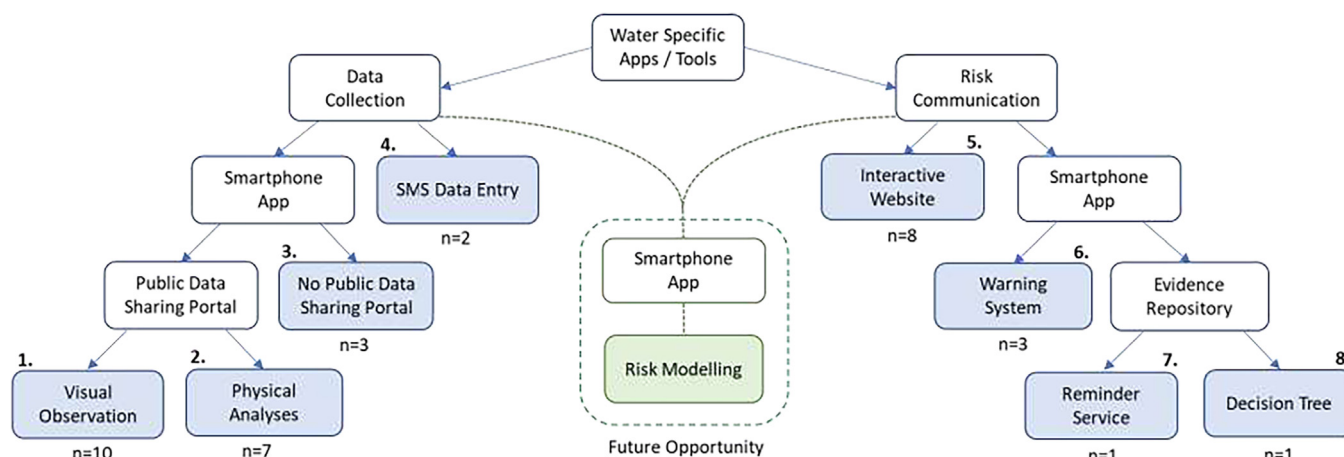 Water Specific
Apps / Tools
Data
Collection
Risk
Communication
4.
5.
Smartphone
App
SMS Data Entry
n=2
Interactive
Website
n=8
Smartphone
App
3.
6.
Smartphone
App
Public Data
Sharing Portal
No Public Data
Sharing Portal
n=3
Warning
System
n=3
Evidence
Repository
1.
2.
7.
8
Visual
Observation
n=10
Physical
Analyses
n=7
Risk Modelling
Future Opportunity
Reminder
Service
n=1
Decision Tree
n=1